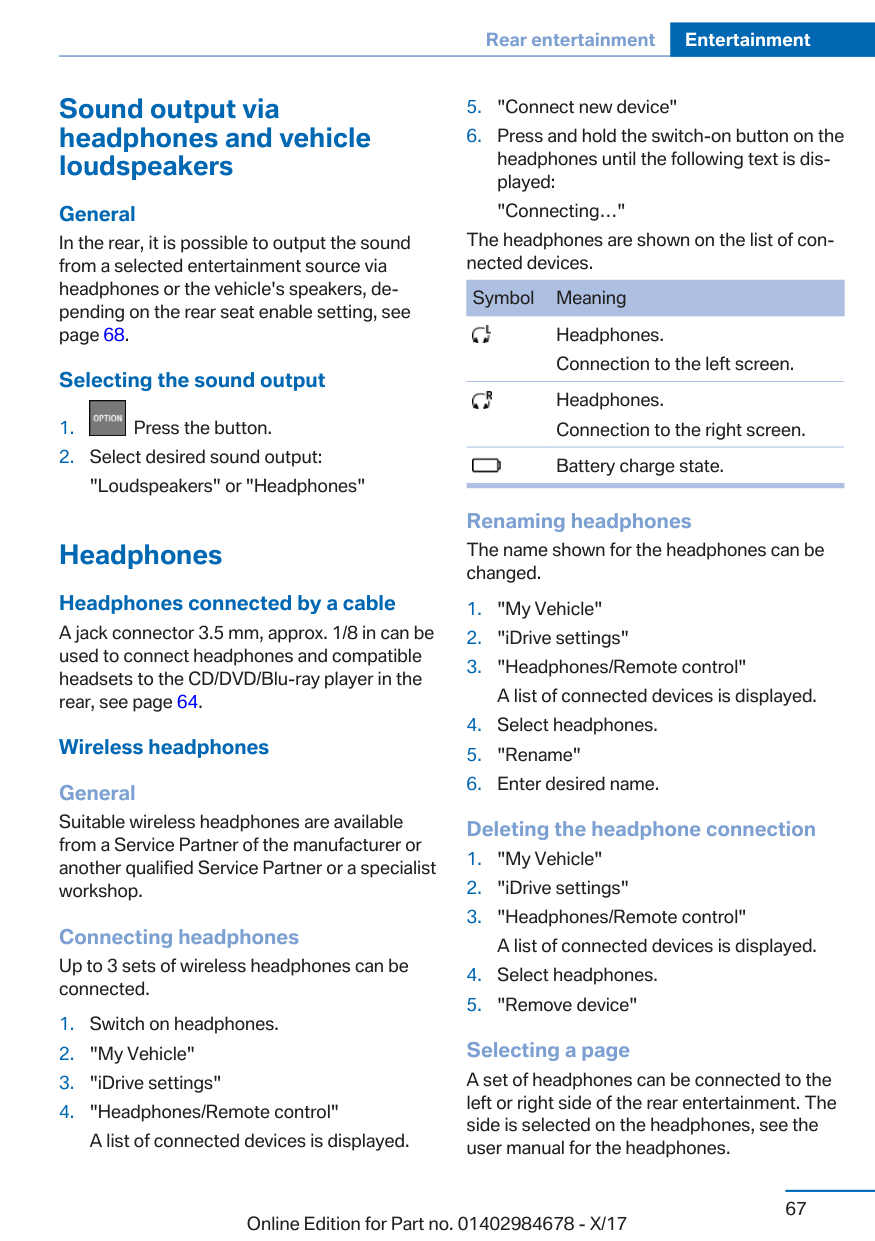 Rear entertainment Entertainment
Sound output via
headphones and vehicle
loudspeakers
General
In the rear, it is possible to output the sound
from a selected entertainment source via
headphones or the vehicle's speakers, de-
pending on the rear seat enable setting, see
page 68.
Selecting the sound output
1. OPTION Press the button.
2. Select desired sound output:
"Loudspeakers" or "Headphones"
Headphones
Headphones connected by a cable
A jack connector 3.5 mm, approx. 1/8 in can be
used to connect headphones and compatible
headsets to the CD/DVD/Blu-ray player in the
rear, see page 64.
Wireless headphones
General
Suitable wireless headphones are available
from a Service Partner of the manufacturer or
another qualified Service Partner or a specialist
workshop.
Connecting headphones
Up to 3 sets of wireless headphones can be
connected.
1. Switch on headphones.
2. "My Vehicle"
3. "iDrive settings"
4. "Headphones/Remote control"
A list of connected devices is displayed.
5. "Connect new device"
6. Press and hold the switch-on button on the
headphones until the following text is dis-
played:
"Connecting…"
The headphones are shown on the list of con-
nected devices.
Symbol Meaning
L Headphones.
Connection to the left screen.
R Headphones.
Connection to the right screen.
Battery charge state.
Renaming headphones
The name shown for the headphones can be
changed.
1. "My Vehicle"
2. "iDrive settings"
3. "Headphones/Remote control"
A list of connected devices is displayed.
4. Select headphones.
5. "Rename"
6. Enter desired name.
Deleting the headphone connection
1. "My Vehicle"
2. "iDrive settings"
3. "Headphones/Remote control"
A list of connected devices is displayed.
4. Select headphones.
5. "Remove device"
Selecting a page
A set of headphones can be connected to the
left or right side of the rear entertainment. The
side is selected on the headphones, see the
user manual for the headphones.
67
Online Edition for Part no. 01402984678 - X/17